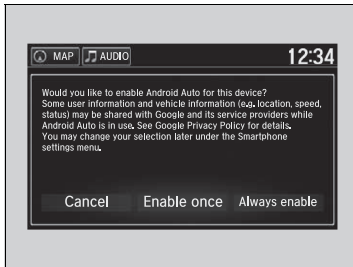 MAP AUDIO 12:34
Would you like to enable Android Auto for this device?
Some user information and vehicle information (e.g. location, speed,
status) may be shared with Google and its service providers while
Android Auto is in use. See Google Privacy Policy for details.
You may change your selection later under the Smartphone
settings menu.
Cancel Enable once Always enable